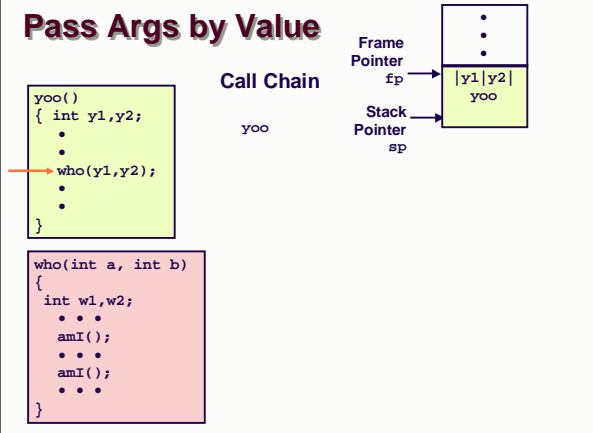 Pass Args by Value
yoo()
{ int y1,y2;
•
•
who(y1,y2);
•
•
}
who(int a, int b)
{
int w1,w2;
• • •
amI();
• • •
amI();
• • •
}
Call Chain
yoo
Frame
Pointer
fp
Stack
Pointer
sp
•
•
•
|y1|y2|
yoo